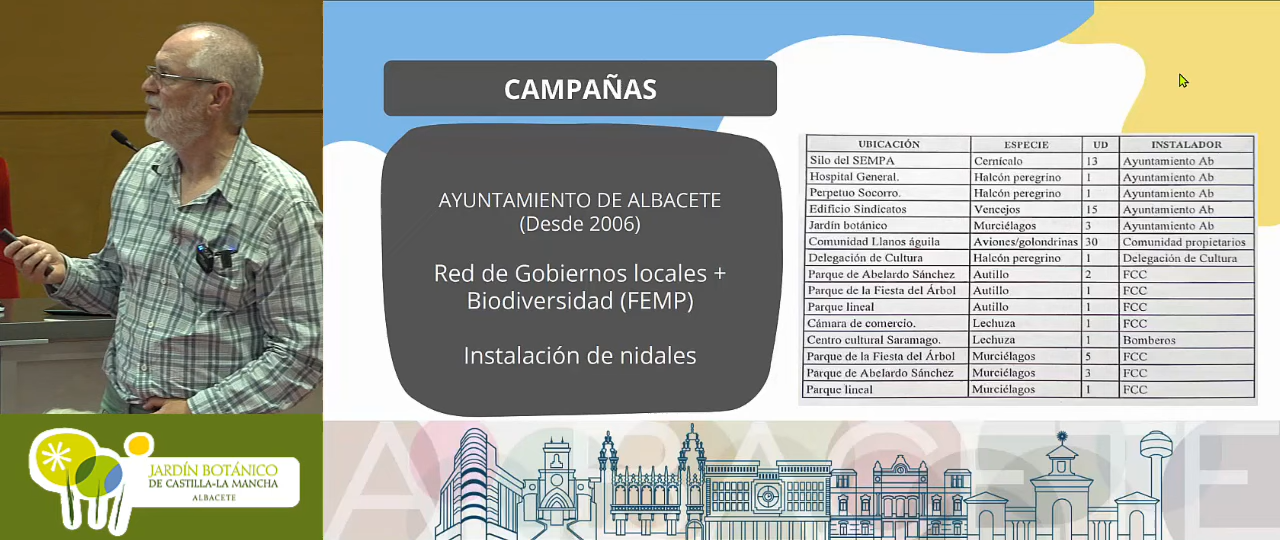 CAMPAÑAS
AYUNTAMIENTO DE ALBACETE
(Desde 2006)
Red de Gobiernos locales +
Biodiversidad (FEMP)
Instalación de nidales
UBICACIÓN ESPECIE UD INSTALADOR
Silo del SEMPA Cernícalo 13 Ayuntamiento Ab
Hospital General. Halcón peregrino 1 Ayuntamiento Ab
Perpetuo Socorro. Halcón peregrino 1 Ayuntamiento Ab
Edificio Sindicatos Vencejos 15 Ayuntamiento Ab
Jardín botánico Murciélagos 3 Ayuntamiento Ab
Comunidad Llanos águila Aviones/golondrinas 30 Comunidad propietarios
Delegación de Cultura Halcón peregrino 1 Delegación de Cultura
Parque de Abelardo Sánchez Autillo 2 FCC
Parque de la Fiesta del Árbol Autillo 1 FCC
Parque lineal Autillo 1 FCC
Cámara de comercio. Lechuza 1 FCC
Centro cultural Saramago. Lechuza 1 Bomberos
Parque de la Fiesta del Árbol Murciélagos 5 FCC
Parque de Abelardo Sánchez Murciélagos 3 FCC
Parque lineal Murciélagos 1 FCC
ALBACETE
JARDÍN BOTÁNICO
DE CASTILLA-LA MANCHA
ALBACETE